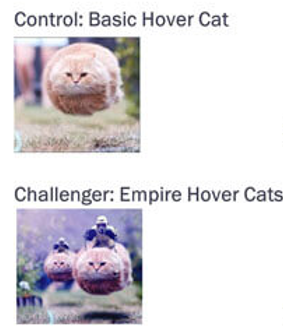 Control: Basic Hover Cat
Challenger: Empire Hover Cats